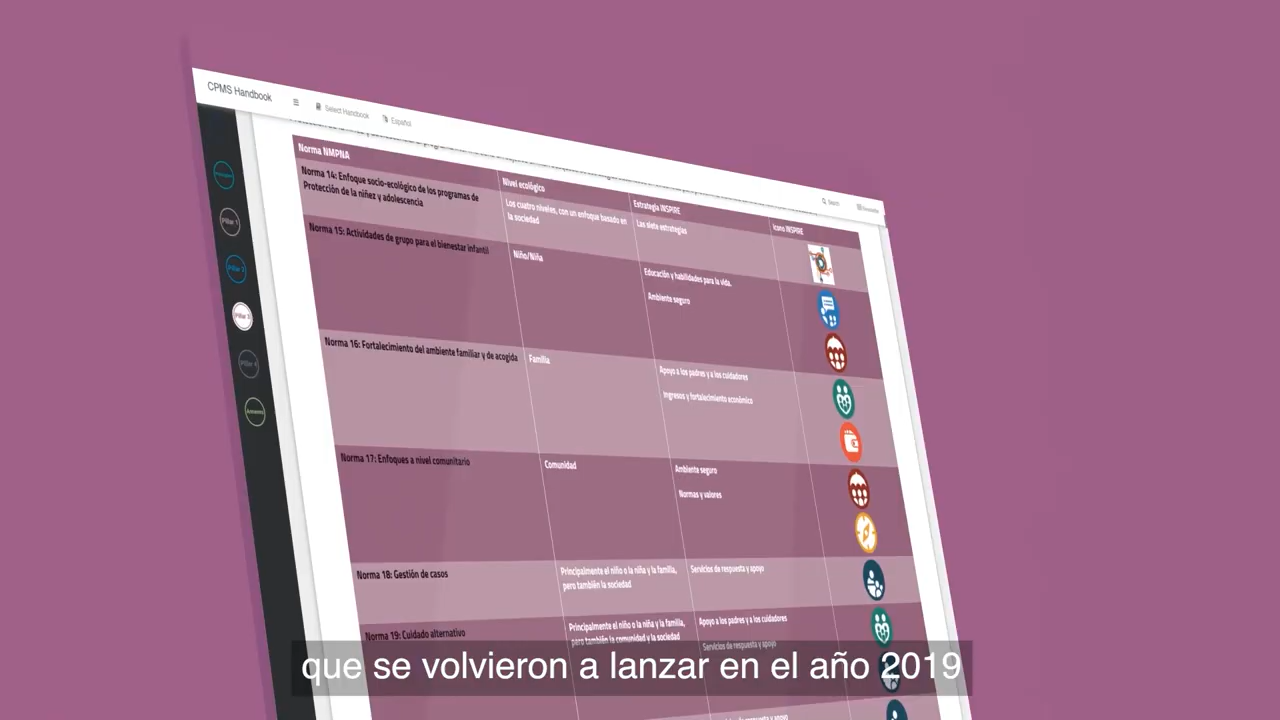 CPMS Handbook
Select Handbook
Español
Search
Norma NMPNA
Nivel ecológico
Estrategia INSPIRE
Icono INSPIRE
Norma 14: Enfoque socio-ecológico de los programas de
Protección de la niñez y adolescencia
Los cuatro niveles, con un enfoque basado en
la sociedad
Las siete estrategias
Norma 15: Actividades de grupo para el bienestar infantil
Niño/Niña
Educación y habilidades para la vida.
Ambiente seguro
Norma 16: Fortalecimiento del ambiente familiar y de acogida
Familia
Apoyo a los padres y a los cuidadores
Ingresos y fortalecimiento económico
Norma 17: Enfoques a nivel comunitario
Comunidad
Ambiente seguro
Normas y valores
Norma 18: Gestión de casos
Principalmente el niño o la niña y la familia,
pero también la sociedad
Servicios de respuesta y apoyo
Norma 19: Cuidado alternativo
Principalmente el niño o la niña y la familia,
pero también la comunidad y la sociedad
Apoyo a los padres y a los cuidadores
Servicios de respuesta y apoyo
Pillar 1
Pillar 2
Pillar 3
Pillar 4
Annexes
que se volvieron a lanzar en el año 2019